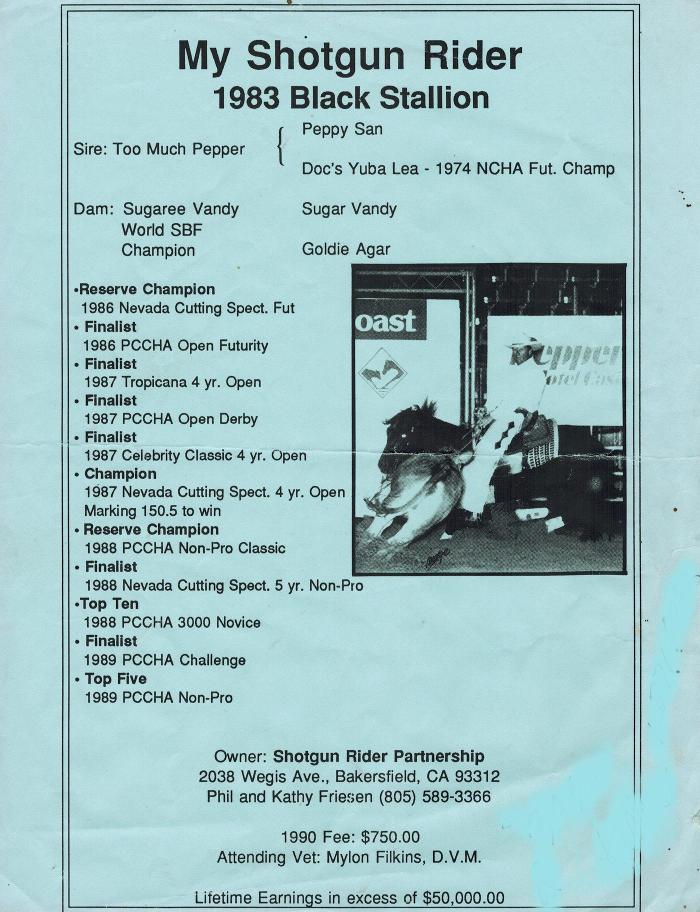 My Shotgun Rider
1983 Black Stallion
Sire: Too Much Pepper
Peppy San
Doc's Yuba Lea - 1974 NCHA Fut. Champ
Dam: Sugaree Vandy
World SBF
Champion
Sugar Vandy
Goldie Agar
•Reserve Champion
1986 Nevada Cutting Spect. Fut
• Finalist
1986 PCCHA Open Futurity
• Finalist
1987 Tropicana 4 yr. Open
• Finalist
1987 PCCHA Open Derby
• Finalist
1987 Celebrity Classic 4 yr. Open
• Champion
1987 Nevada Cutting Spect. 4 yr. Open
Marking 150.5 to win
• Reserve Champion
1988 PCCHA Non-Pro Classic
• Finalist
1988 Nevada Cutting Spect. 5 yr. Non-Pro
•Top Ten
1988 PCCHA 3000 Novice
• Finalist
1989 PCCHA Challenge
• Top Five
1989 PCCHA Non-Pro
oast
epper
otel Cas
Owner: Shotgun Rider Partnership
2038 Wegis Ave., Bakersfield, CA 93312
Phil and Kathy Friesen (805) 589-3366
1990 Fee: $750.00
Attending Vet: Mylon Filkins, D.V.M.
Lifetime Earnings in excess of $50,000.00